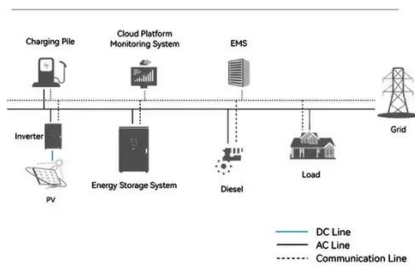 Charging Pile
Cloud Platform
Monitoring System
EMS
Grid
Inverter
PV
Energy Storage System
Diesel
Load
DC Line
AC Line
Communication Line